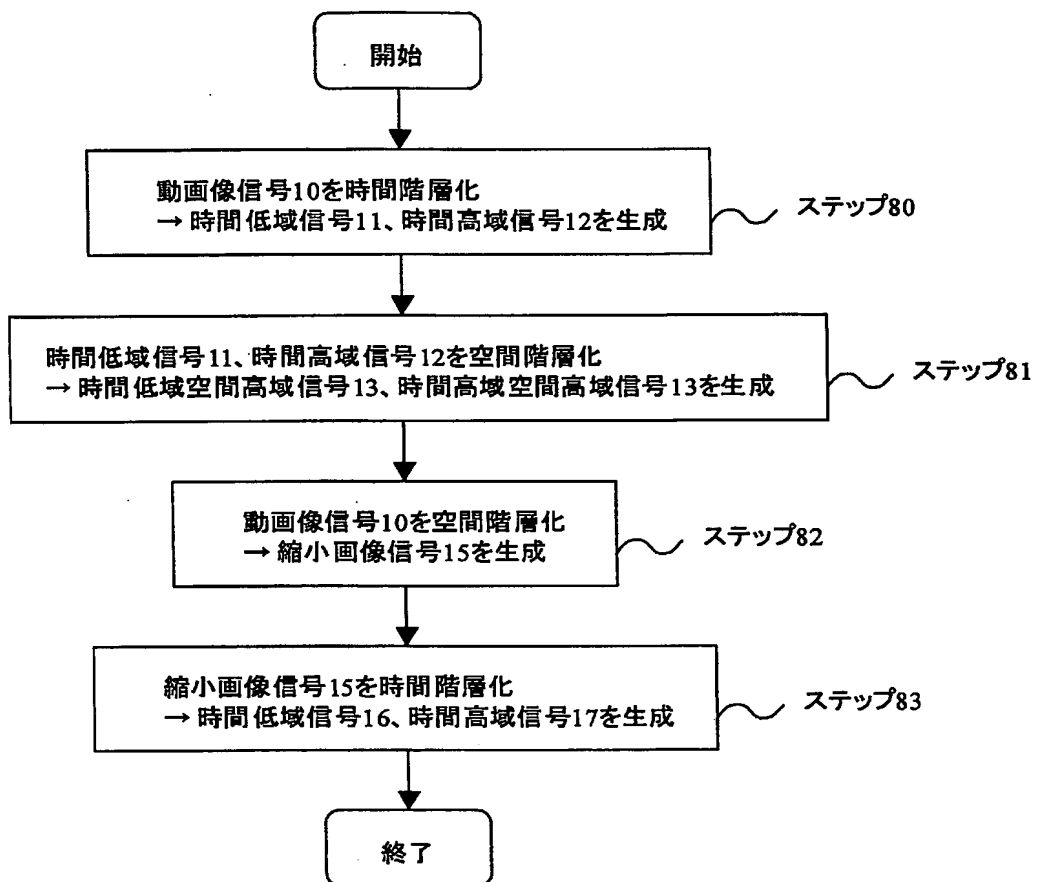 開始
動画像信号10を時間階層化
→ 時間低域信号11、時間高域信号12を生成
ステップ80
時間低域信号11、時間高域信号12を空間階層化
→ 時間低域空間高域信号13、時間高域空間高域信号13を生成
ステップ81
動画像信号10を空間階層化
→ 縮小画像信号15を生成
ステップ82
縮小画像信号15を時間階層化
→ 時間低域信号16、時間高域信号17を生成
ステップ83
終了